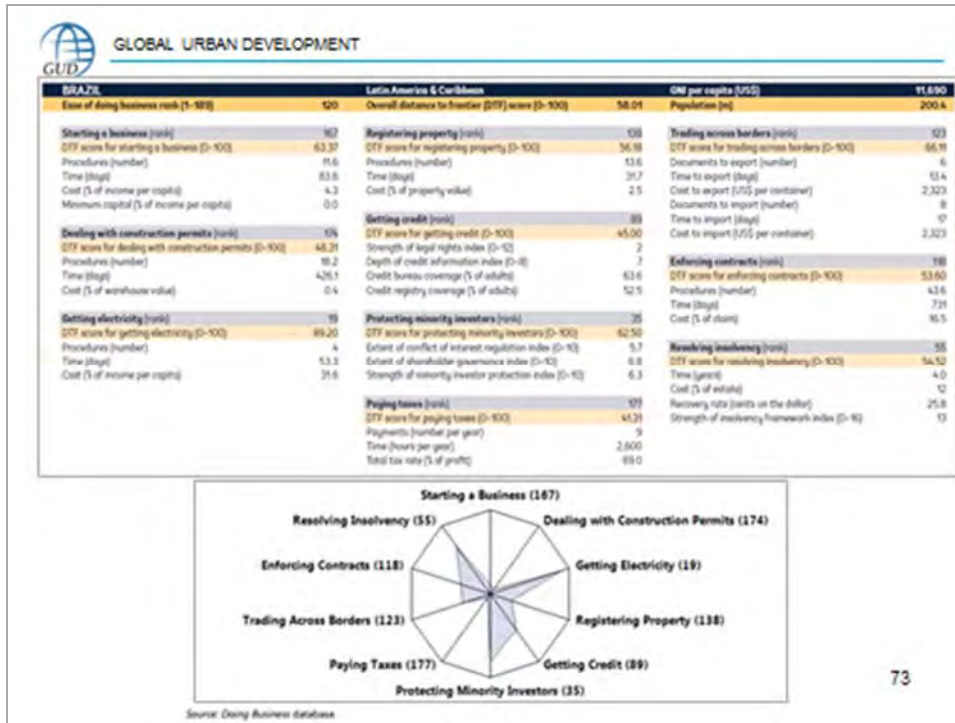 GLOBAL URBAN DEVELOPMENT
GUD
BRAZIL
Ease of doing business rank (1–189) 120
Starting a business (rank) 167
DTF score for starting a business (0–100) 63.37
Procedures (number) 11.6
Time (days) 83.6
Cost (% of income per capita) 4.3
Minimum capital (% of income per capita) 0.0
Dealing with construction permits (rank) 174
DTF score for dealing with construction permits (0–100) 48.31
Procedures (number) 18.2
Time (days) 426.1
Cost (% of warehouse value) 0.4
Getting electricity (rank) 19
DTF score for getting electricity (0–100) 89.20
Procedures (number) 4
Time (days) 53.3
Cost (% of income per capita) 31.6
Latin America & Caribbean
Overall distance to frontier (DTF) score (0–100) 58.01
Registering property (rank) 138
DTF score for registering property (0–100) 56.18
Procedures (number) 13.6
Time (days) 31.7
Cost (% of property value) 2.5
Getting credit (rank) 89
DTF score for getting credit (0–100) 45.00
Strength of legal rights index (0–12) 2
Depth of credit information index (0–8) 7
Credit bureau coverage (% of adults) 63.6
Credit registry coverage (% of adults) 52.5
Protecting minority investors (rank) 35
DTF score for protecting minority investors (0–100) 62.50
Extent of conflict of interest regulation index (0–10) 5.7
Extent of shareholder governance index (0–10) 6.8
Strength of minority investor protection index (0–10) 6.3
Paying taxes (rank) 177
DTF score for paying taxes (0–100) 41.31
Payments (number per year) 9
Time (hours per year) 2,600
Total tax rate (% of profit) 69.0
GNI per capita (US$) 11,690
Population (m) 200.4
Trading across borders (rank) 123
DTF score for trading across borders (0–100) 66.11
Documents to export (number) 6
Time to export (days) 13.4
Cost to export (US$ per container) 2,323
Documents to import (number) 8
Time to import (days) 17
Cost to import (US$ per container) 2,323
Enforcing contracts (rank) 118
DTF score for enforcing contracts (0–100) 53.60
Procedures (number) 43.6
Time (days) 731
Cost (% of claim) 16.5
Resolving insolvency (rank) 55
DTF score for resolving insolvency (0–100) 54.52
Time (years) 4.0
Cost (% of estate) 12
Recovery rate (cents on the dollar) 25.8
Strength of insolvency framework index (0–16) 13
Starting a Business (167)
Resolving Insolvency (55)
Dealing with Construction Permits (174)
Enforcing Contracts (118)
Getting Electricity (19)
Trading Across Borders (123)
Registering Property (138)
Paying Taxes (177)
Getting Credit (89)
Protecting Minority Investors (35)
73
Source: Doing Business database